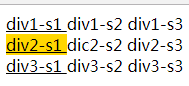 div1-s1 div1-s2 div1-s3
div2-s1 dic2-s2 div2-s3
div3-s1 div3-s2 div3-s3